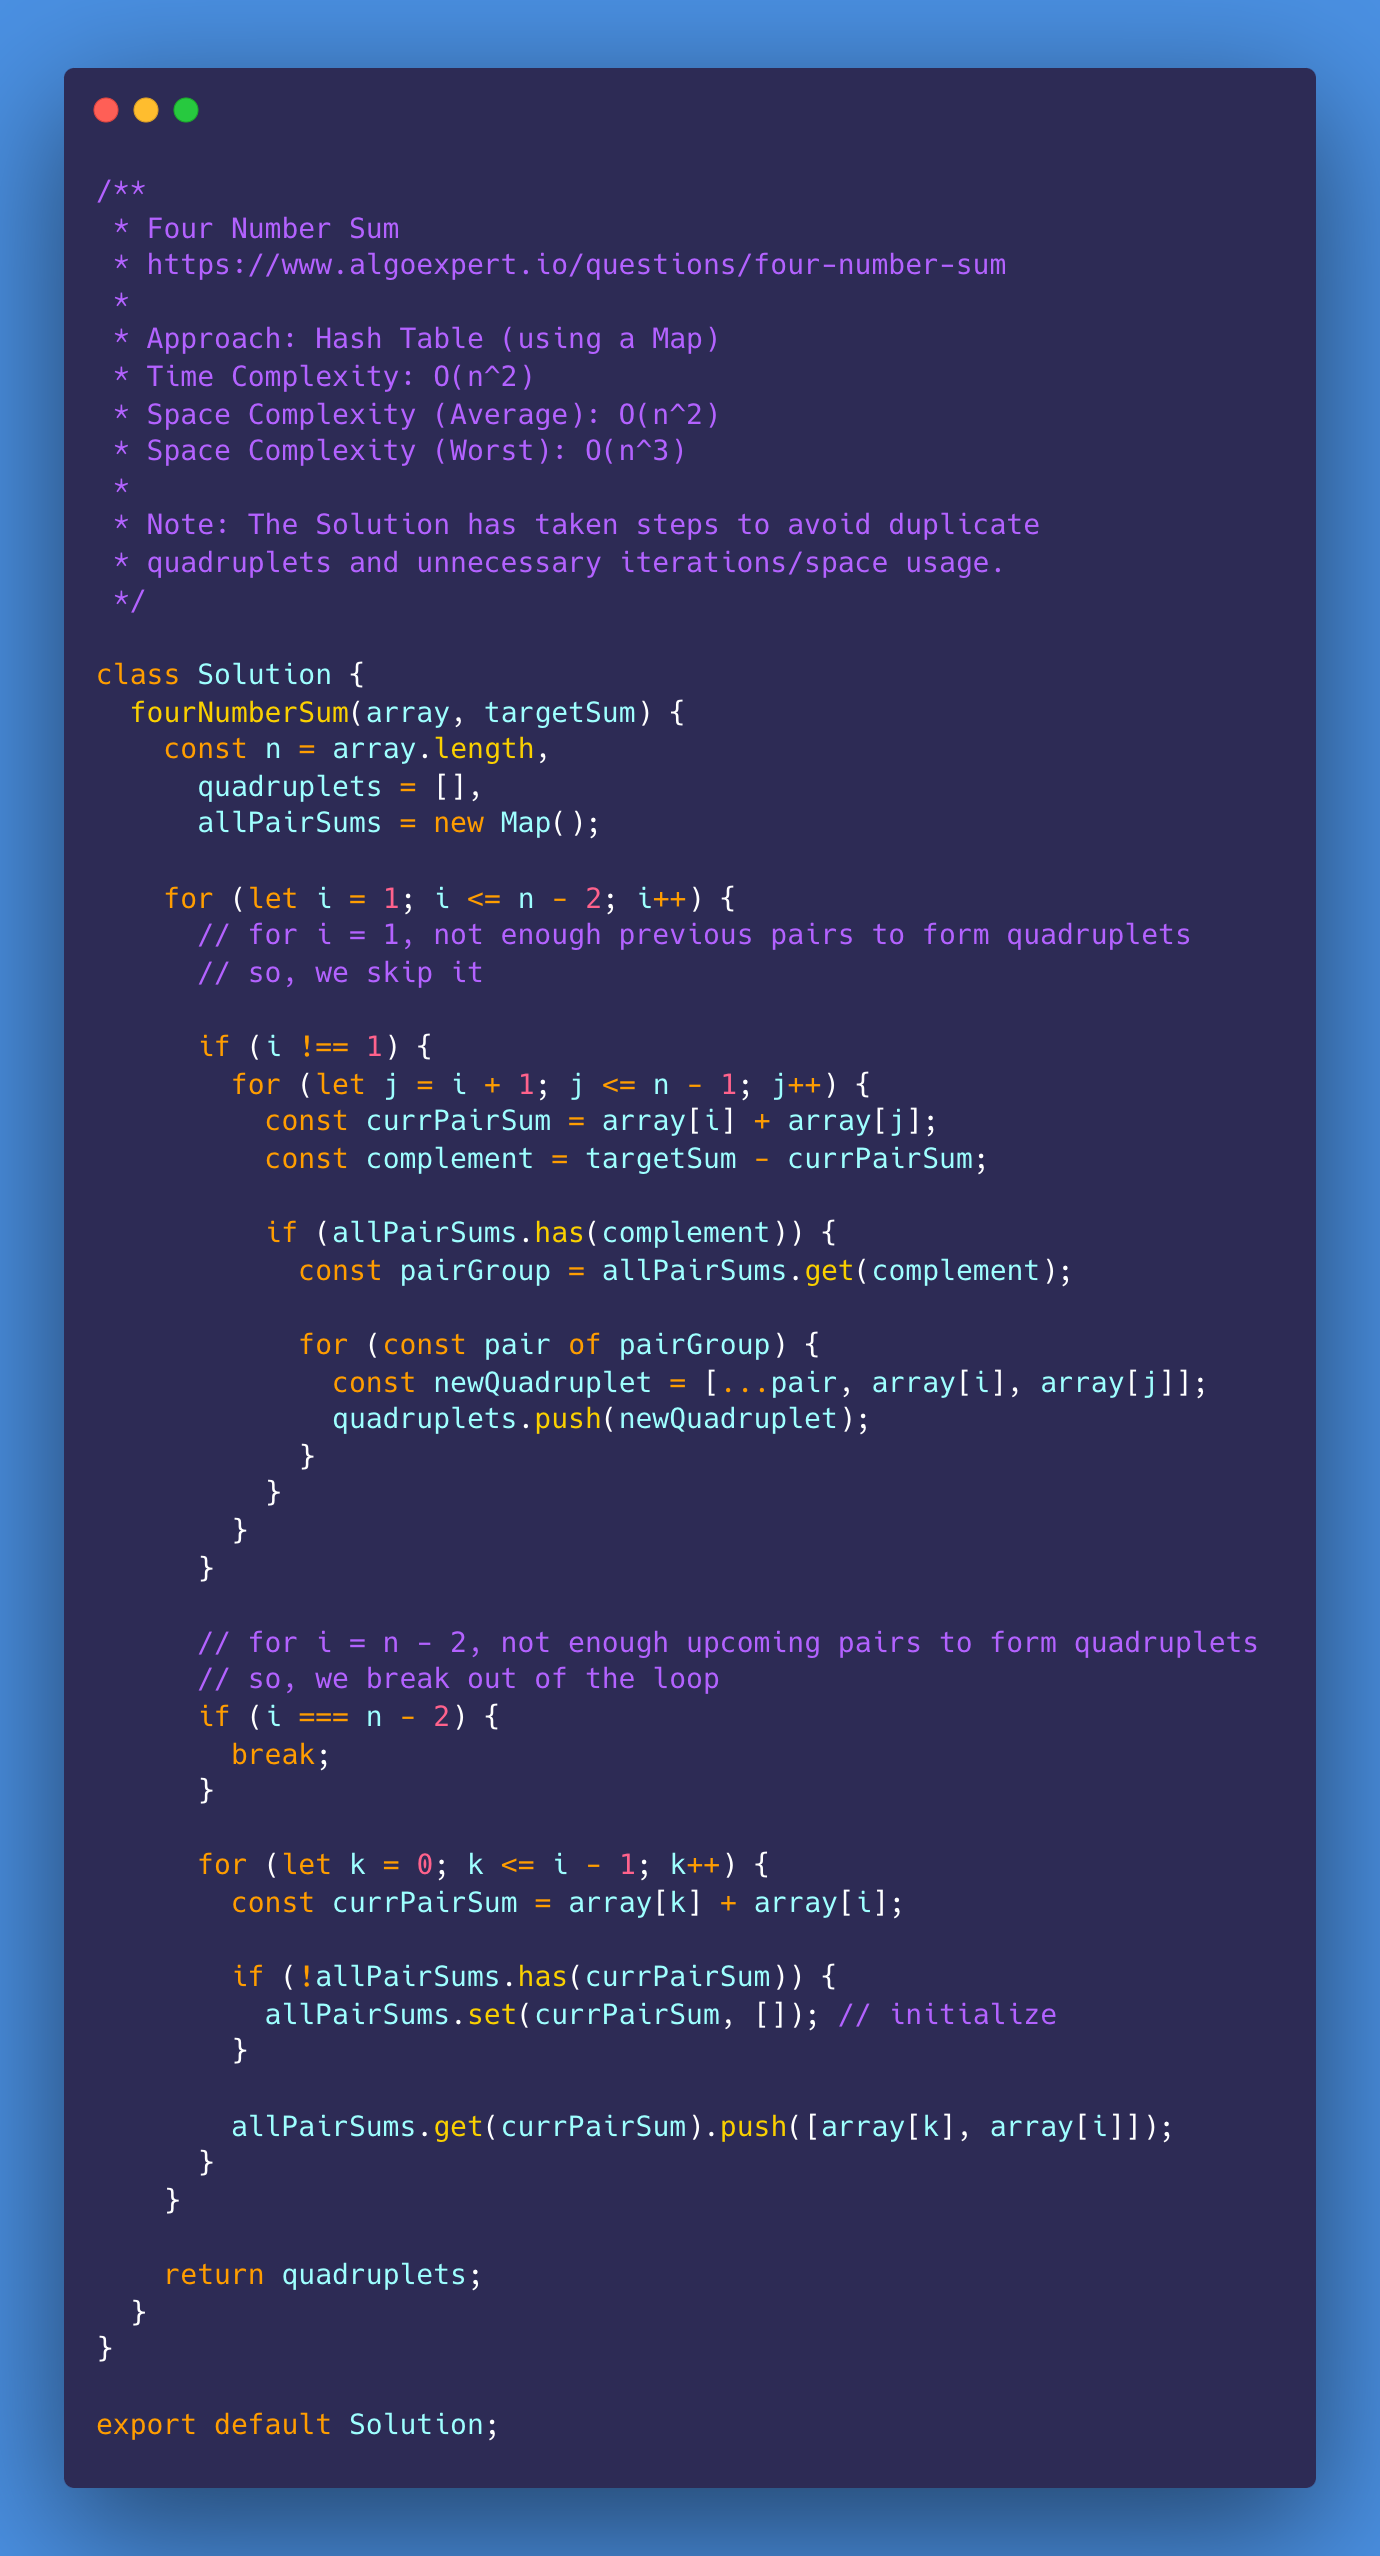 /**
 * Four Number Sum
 * https://www.algoexpert.io/questions/four-number-sum
 *
 * Approach: Hash Table (using a Map)
 * Time Complexity: O(n^2)
 * Space Complexity (Average): O(n^2)
 * Space Complexity (Worst): O(n^3)
 *
 * Note: The Solution has taken steps to avoid duplicate
 * quadruplets and unnecessary iterations/space usage.
 */

class Solution {
  fourNumberSum(array, targetSum) {
    const n = array.length,
      quadruplets = [],
      allPairSums = new Map();

    for (let i = 1; i <= n - 2; i++) {
      // for i = 1, not enough previous pairs to form quadruplets
      // so, we skip it

      if (i !== 1) {
        for (let j = i + 1; j <= n - 1; j++) {
          const currPairSum = array[i] + array[j];
          const complement = targetSum - currPairSum;

          if (allPairSums.has(complement)) {
            const pairGroup = allPairSums.get(complement);

            for (const pair of pairGroup) {
              const newQuadruplet = [...pair, array[i], array[j]];
              quadruplets.push(newQuadruplet);
            }
          }
        }
      }

      // for i = n - 2, not enough upcoming pairs to form quadruplets
      // so, we break out of the loop
      if (i === n - 2) {
        break;
      }

      for (let k = 0; k <= i - 1; k++) {
        const currPairSum = array[k] + array[i];

        if (!allPairSums.has(currPairSum)) {
          allPairSums.set(currPairSum, []); // initialize
        }

        allPairSums.get(currPairSum).push([array[k], array[i]]);
      }
    }

    return quadruplets;
  }
}

export default Solution;